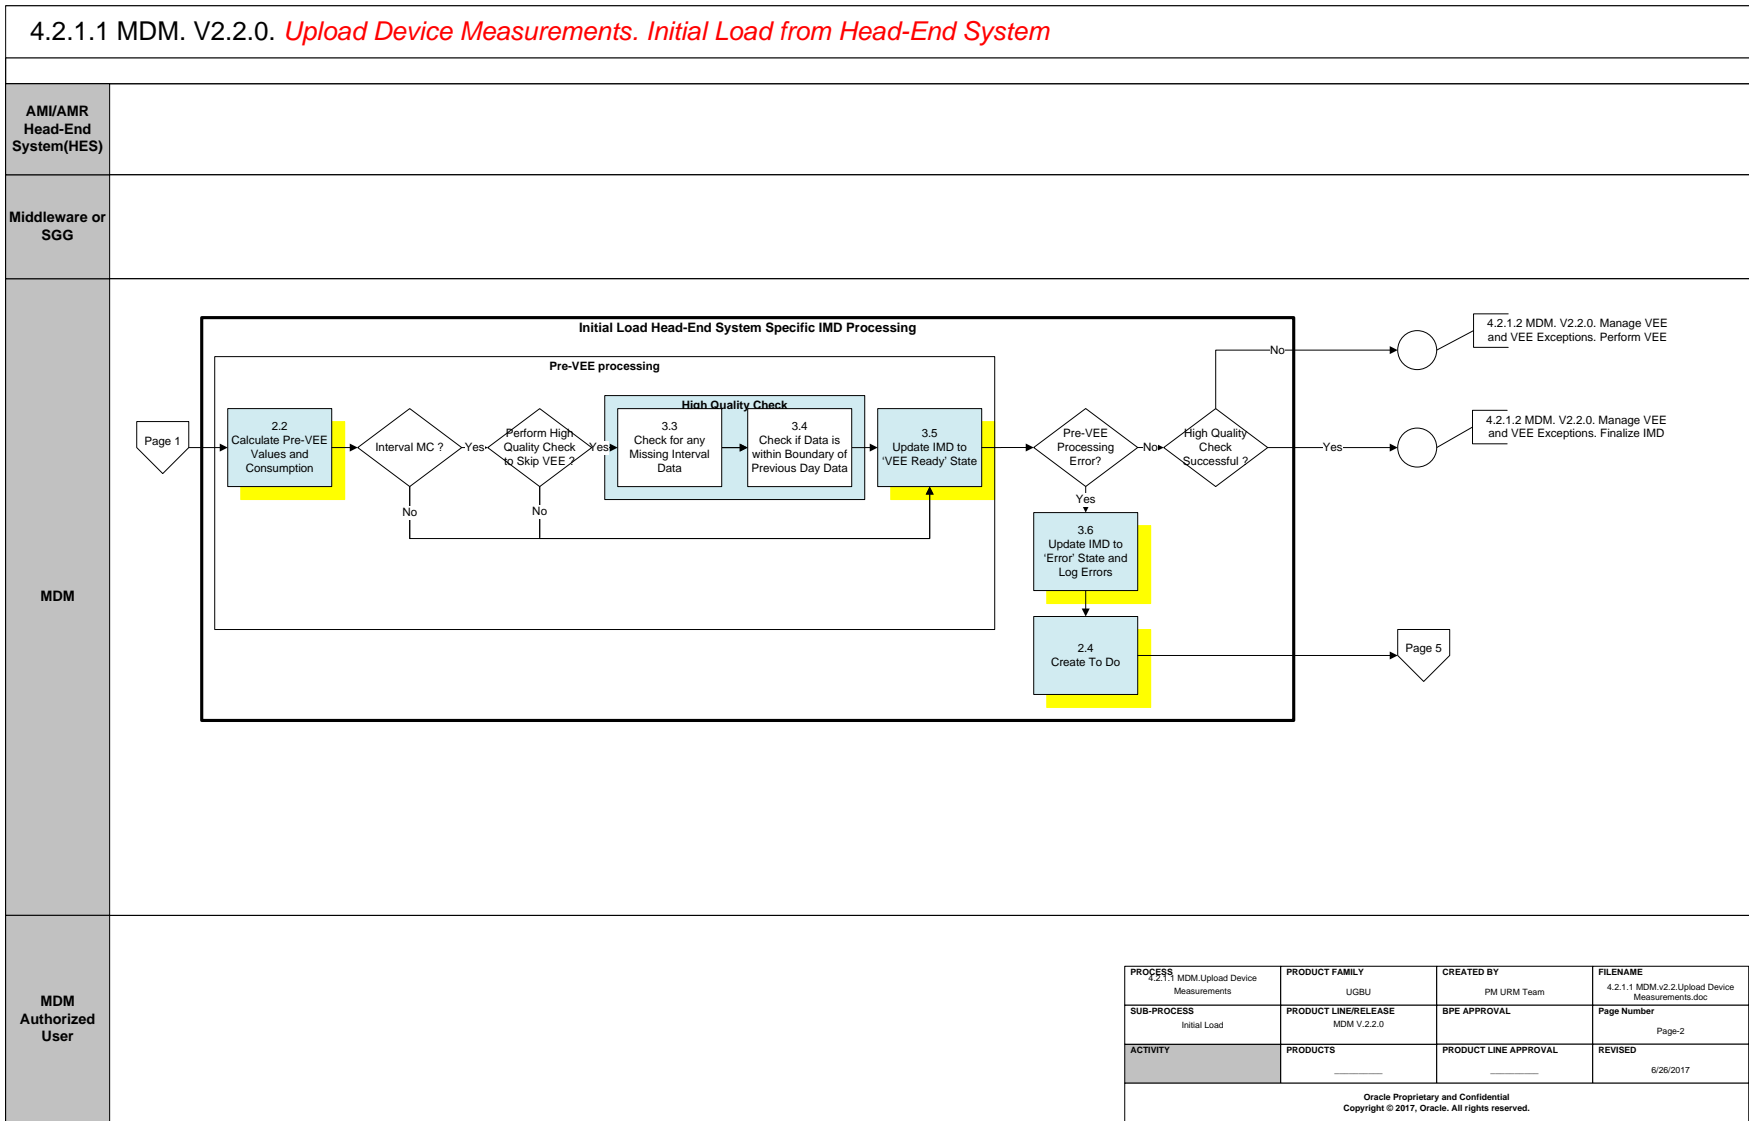 4.2.1.1 MDM. V2.2.0. Upload Device Measurements. Initial Load from Head-End System
AMI/AMR
Head-End
System(HES)
Middleware or
SGG
MDM
MDM
Authorized
User
Initial Load Head-End System Specific IMD Processing
Pre-VEE processing
Page 1
2.2
Calculate Pre-VEE
Values and
Consumption
Interval MC ?
Yes
No
Perform High
Quality Check
to Skip VEE ?
Yes
No
High Quality Check
3.3
Check for any
Missing Interval
Data
3.4
Check if Data is
within Boundary of
Previous Day Data
3.5
Update IMD to
‘VEE Ready’ State
Pre-VEE
Processing
Error?
No
Yes
High Quality
Check
Successful ?
No
Yes
4.2.1.2 MDM. V2.2.0. Manage VEE
and VEE Exceptions. Perform VEE
4.2.1.2 MDM. V2.2.0. Manage VEE
and VEE Exceptions. Finalize IMD
3.6
Update IMD to
‘Error’ State and
Log Errors
2.4
Create To Do
Page 5
PROCESS
4.2.1.1 MDM.Upload Device
Measurements
PRODUCT FAMILY
UGBU
CREATED BY
PM URM Team
FILENAME
4.2.1.1 MDM.v2.2.Upload Device
Measurements.doc
SUB-PROCESS
Initial Load
PRODUCT LINE/RELEASE
MDM V.2.2.0
BPE APPROVAL
Page Number
Page-2
ACTIVITY
PRODUCTS
PRODUCT LINE APPROVAL
REVISED
6/26/2017
Oracle Proprietary and Confidential
Copyright © 2017, Oracle. All rights reserved.